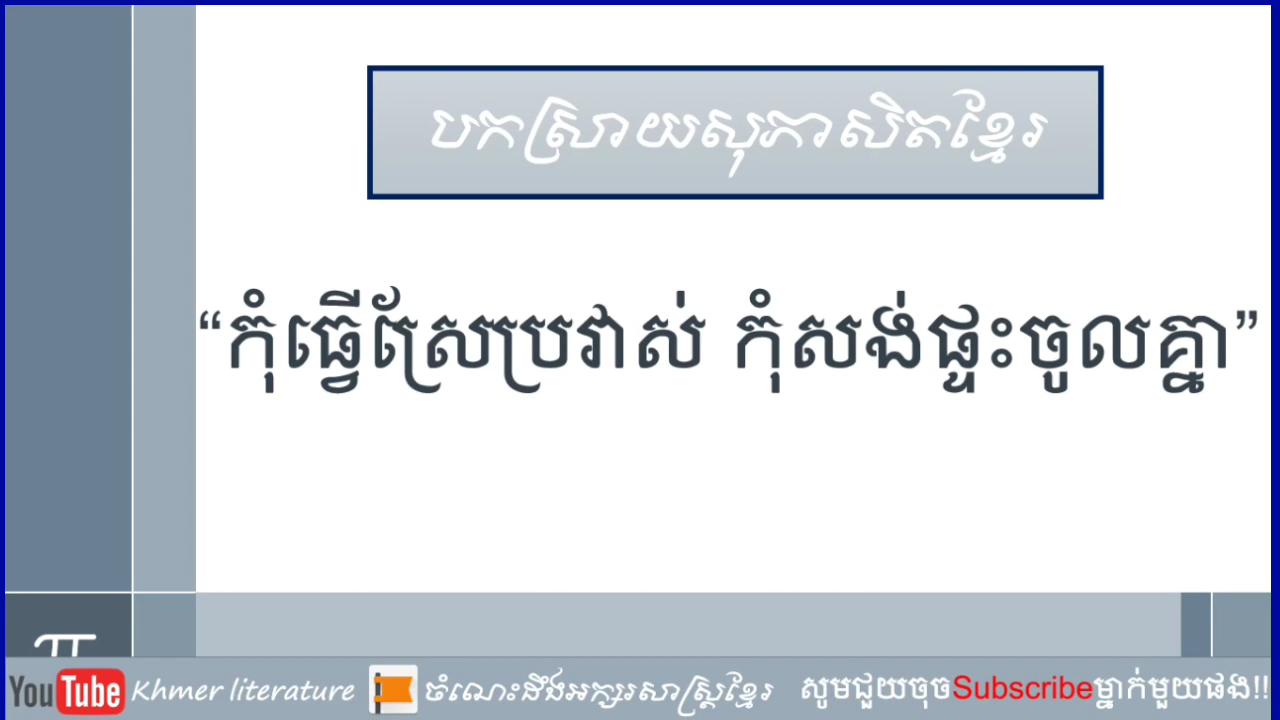 បកស្រាយសុភាសិតខ្មែរ
“កុំធ្វើស្រែប្រវាស់ កុំសង់ផ្ទះចូលគ្នា”
π
YouTube Khmer literature ចំណេះដឹងអក្សរសាស្ត្រខ្មែរ សូមជួយចុចSubscribeម្នាក់មួយផង!!